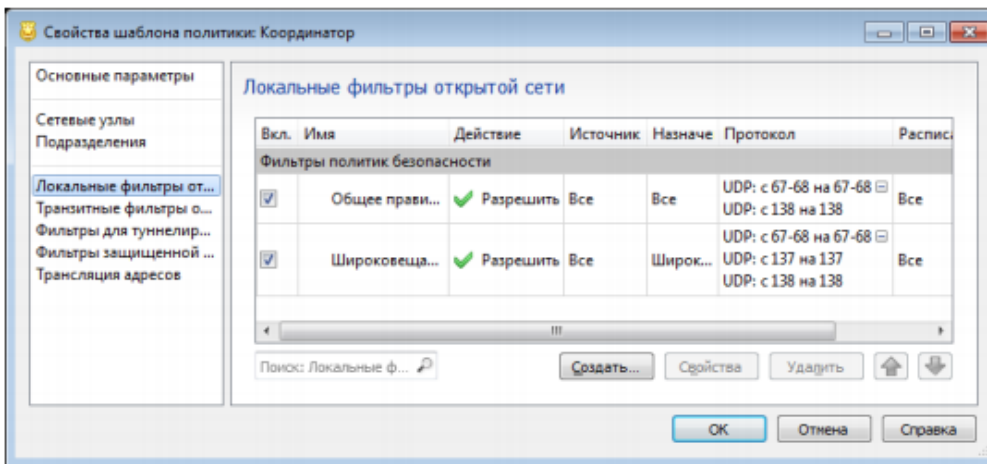 Свойства шаблона политики: Координатор
Основные параметры
Сетевые узлы
Подразделения
Локальные фильтры от...
Транзитные фильтры о...
Фильтры для туннелир...
Фильтры защищенной ...
Трансляция адресов
Локальные фильтры открытой сети
Вкл. Имя Действие Источник Назначе Протокол Распис
Фильтры политик безопасности
Общее прави... Разрешить Все Все UDP: с 67-68 на 67-68 Все
UDP: с 138 на 138
Широковеща... Разрешить Все Широк... UDP: с 67-68 на 67-68 Все
UDP: с 137 на 137
UDP: с 138 на 138
Поиск: Локальные ф...
Создать... Свойства Удалить
OK Отмена Справка